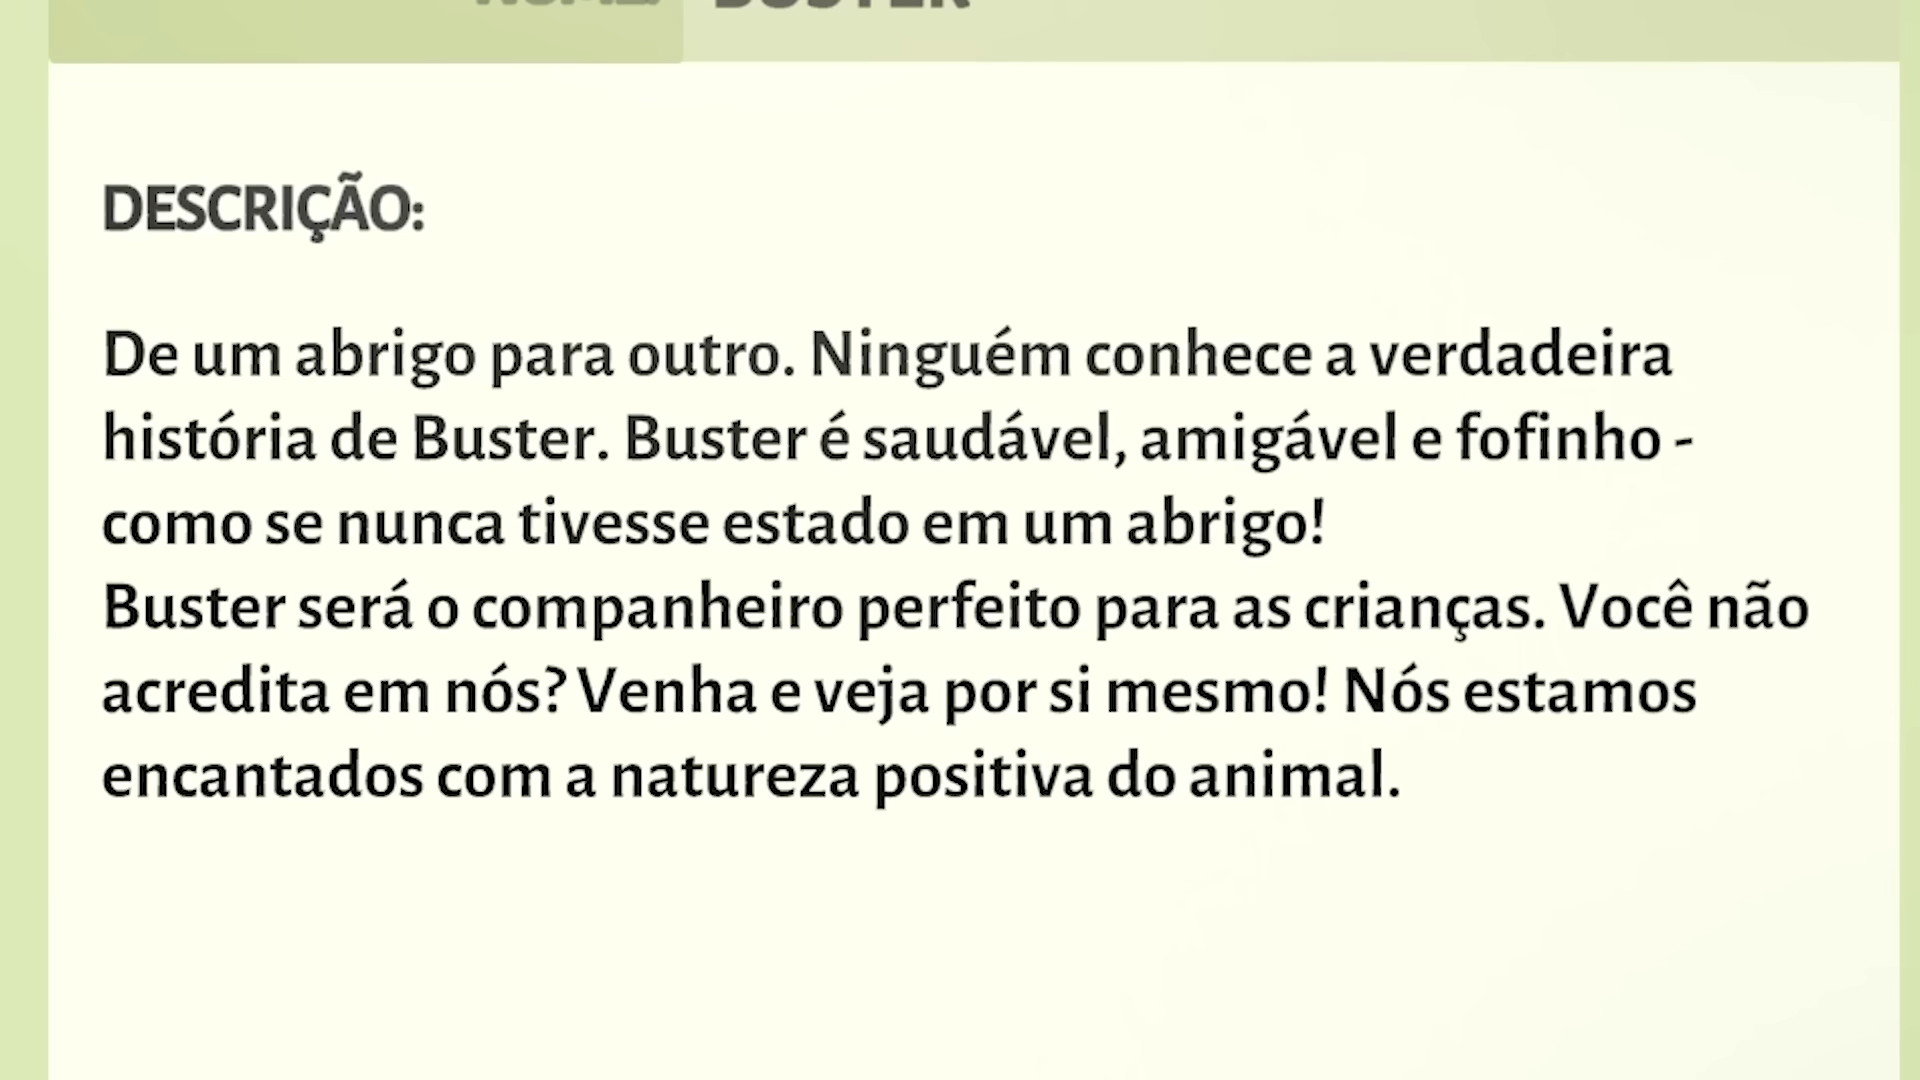 NOME: BUSTER
DESCRIÇÃO:
De um abrigo para outro. Ninguém conhece a verdadeira
história de Buster. Buster é saudável, amigável e fofinho -
como se nunca tivesse estado em um abrigo!
Buster será o companheiro perfeito para as crianças. Você não
acredita em nós? Venha e veja por si mesmo! Nós estamos
encantados com a natureza positiva do animal.